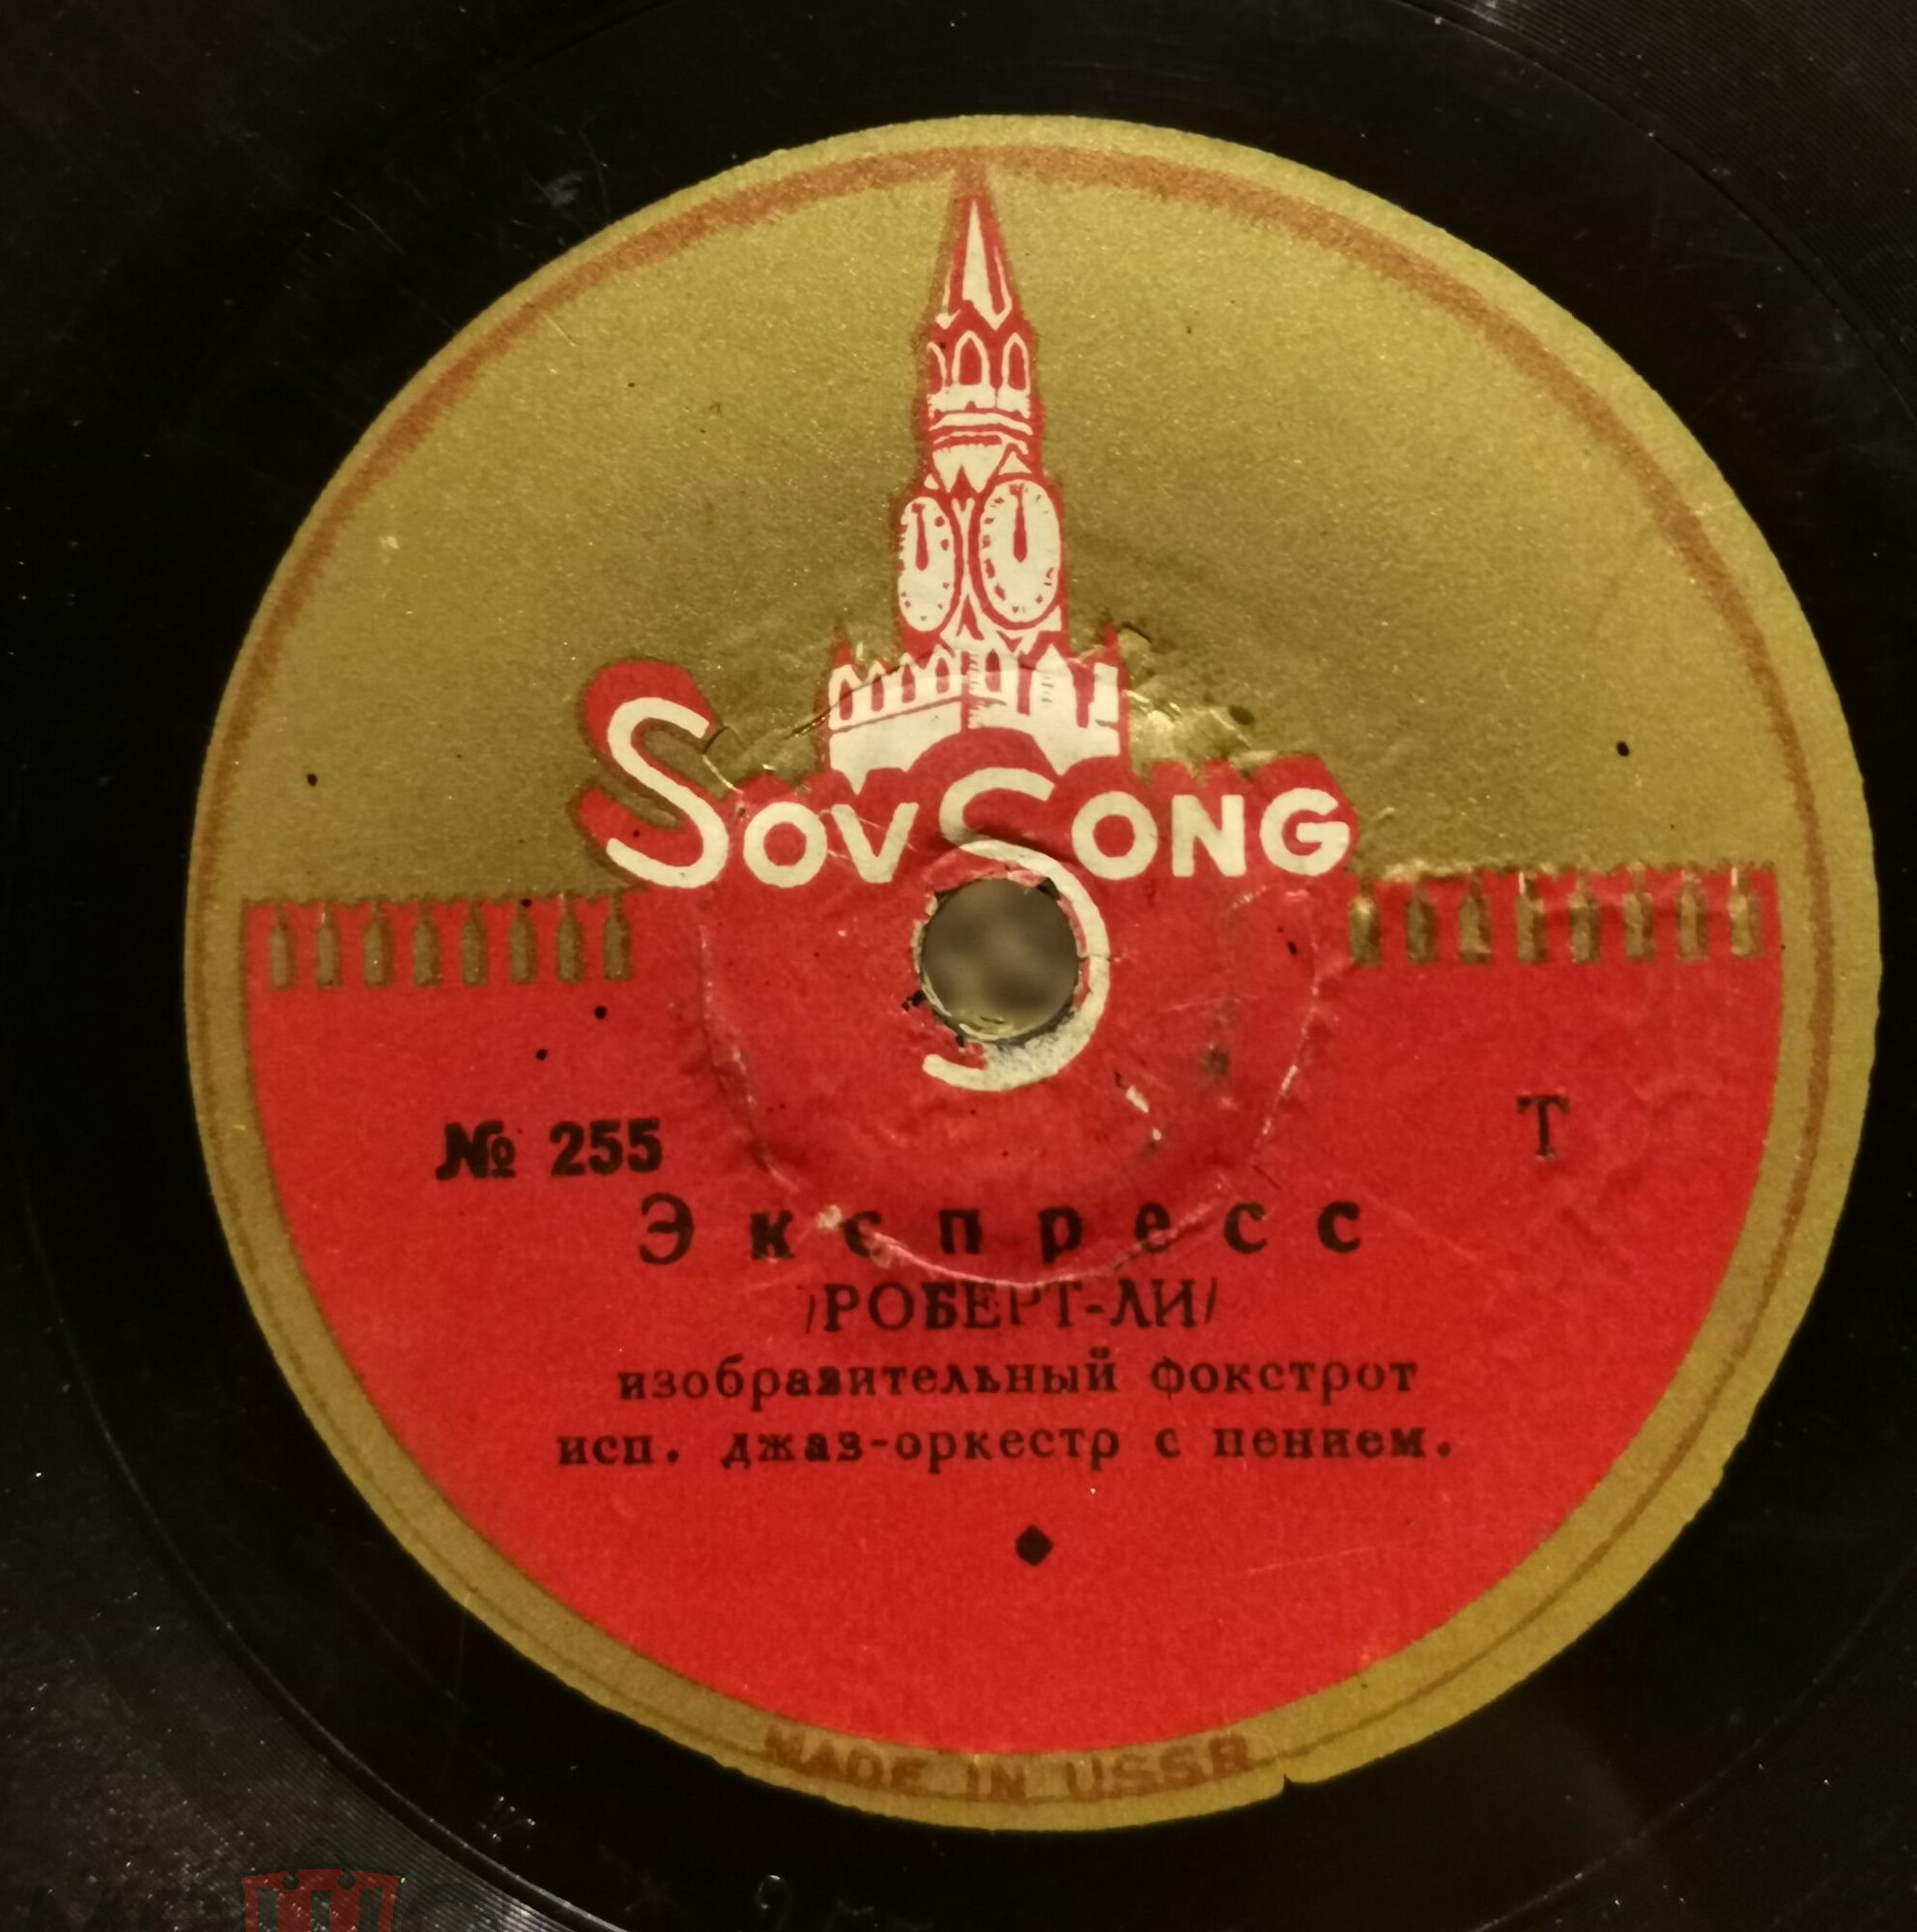 SOVSONG
№ 255
Т
Экспресс
/РОБЕРТ-ЛИ/
изобразительный фокстрот
исп. джаз-оркестр с пением.
MADE IN USSR